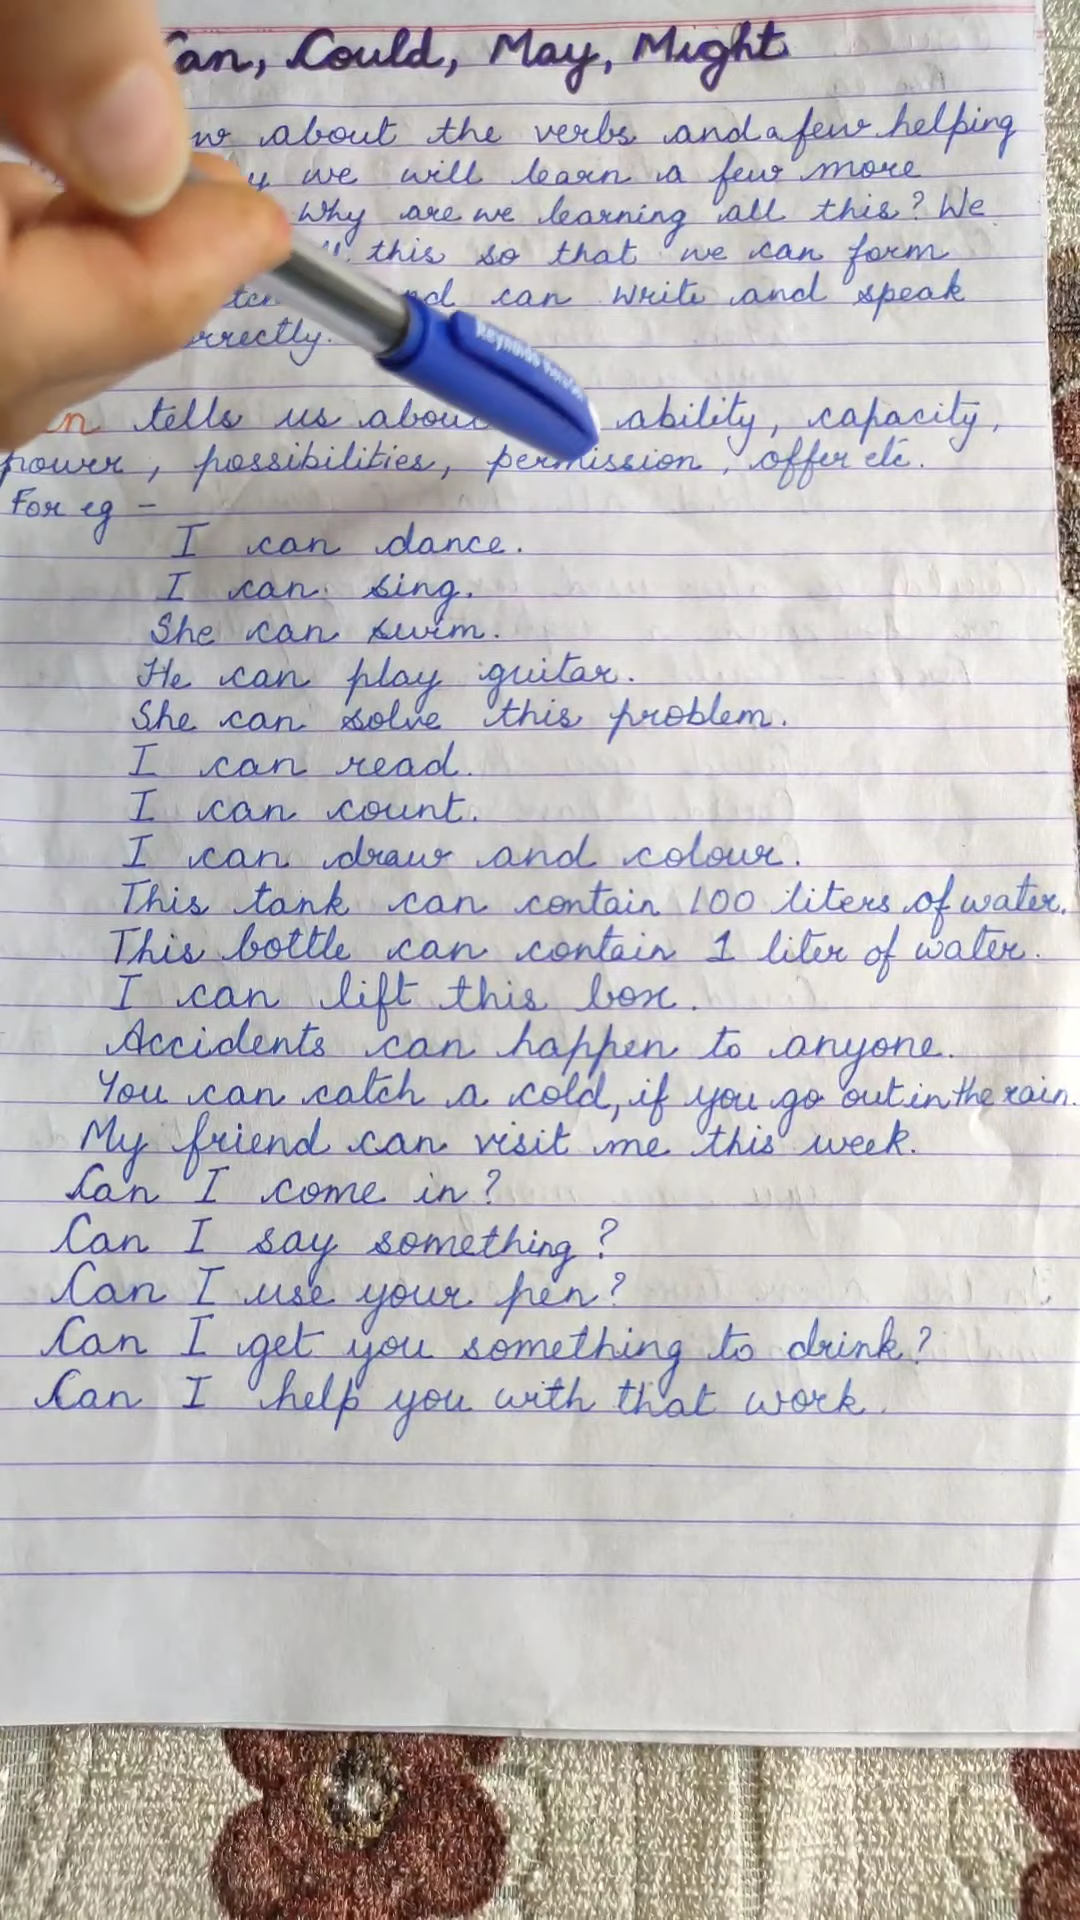 Can, Could, May, Might
about the verbs and a few helping
we will learn a few more
Why are we learning all this? We
this so that we can form
can write and speak
correctly.
tells us about ability, capacity,
power, possibilities, permission, offer etc.
For eg -
I can dance.
I can sing.
She can swim.
He can play guitar.
She can solve this problem.
I can read.
I can count.
I can draw and colour.
This tank can contain 100 liters of water.
This bottle can contain 1 liter of water.
I can lift this box.
Accidents can happen to anyone.
You can catch a cold, if you go out in the rain.
My friend can visit me this week.
Can I come in?
Can I say something?
Can I use your pen?
Can I get you something to drink?
Can I help you with that work.